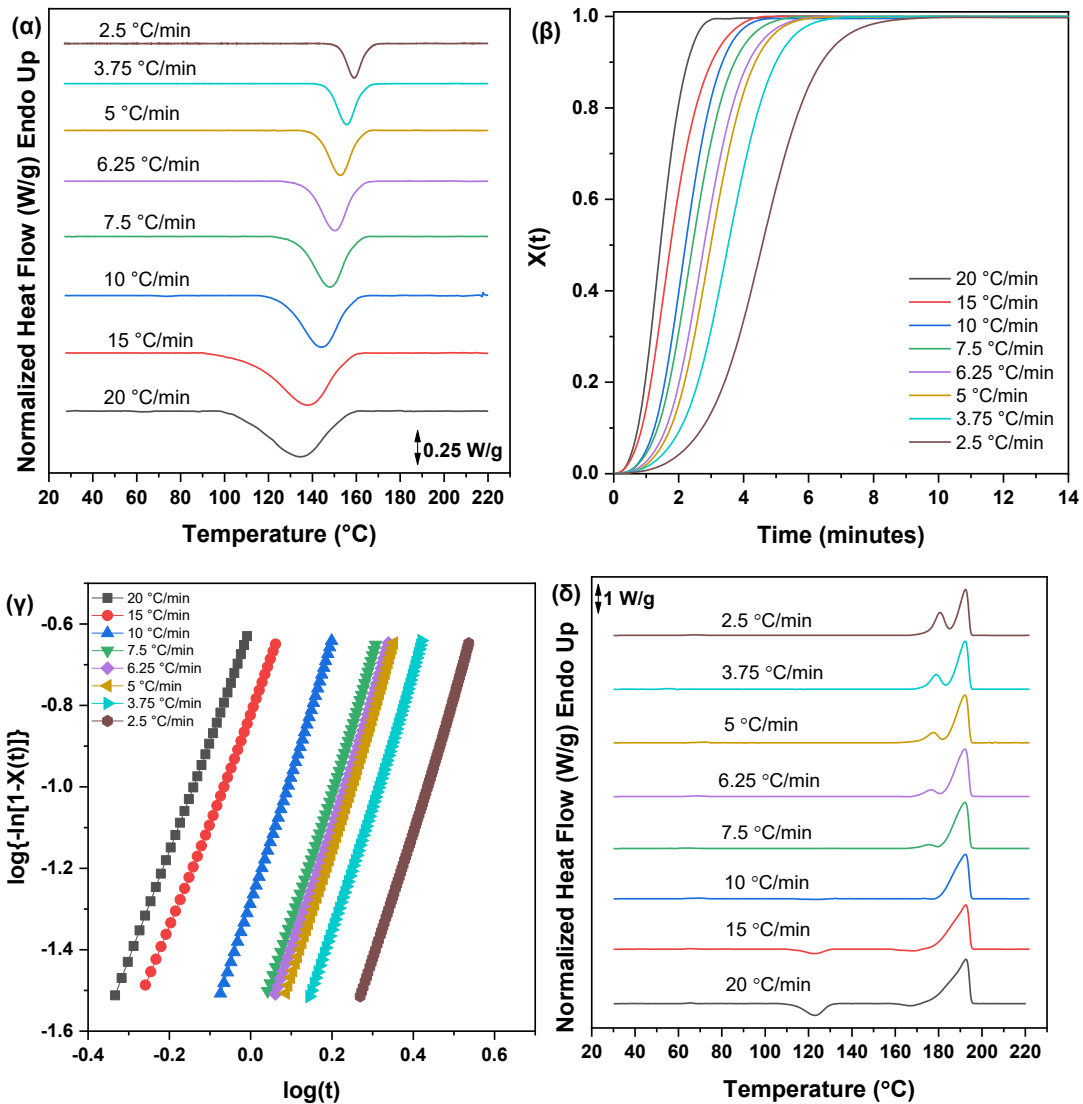 (α)
Normalized Heat Flow (W/g) Endo Up
2.5 °C/min
3.75 °C/min
5 °C/min
6.25 °C/min
7.5 °C/min
10 °C/min
15 °C/min
20 °C/min
0.25 W/g
20 40 60 80 100 120 140 160 180 200 220
Temperature (°C)
(β)
X(t)
1.0
0.8
0.6
0.4
0.2
0.0
20 °C/min
15 °C/min
10 °C/min
7.5 °C/min
6.25 °C/min
5 °C/min
3.75 °C/min
2.5 °C/min
0 2 4 6 8 10 12 14
Time (minutes)
(γ)
log{-ln[1-X(t)]}
20 °C/min
15 °C/min
10 °C/min
7.5 °C/min
6.25 °C/min
5 °C/min
3.75 °C/min
2.5 °C/min
-0.6
-0.8
-1.0
-1.2
-1.4
-1.6
-0.4 -0.2 0.0 0.2 0.4 0.6
log(t)
(δ)
1 W/g
Normalized Heat Flow (W/g) Endo Up
2.5 °C/min
3.75 °C/min
5 °C/min
6.25 °C/min
7.5 °C/min
10 °C/min
15 °C/min
20 °C/min
20 40 60 80 100 120 140 160 180 200 220
Temperature (°C)